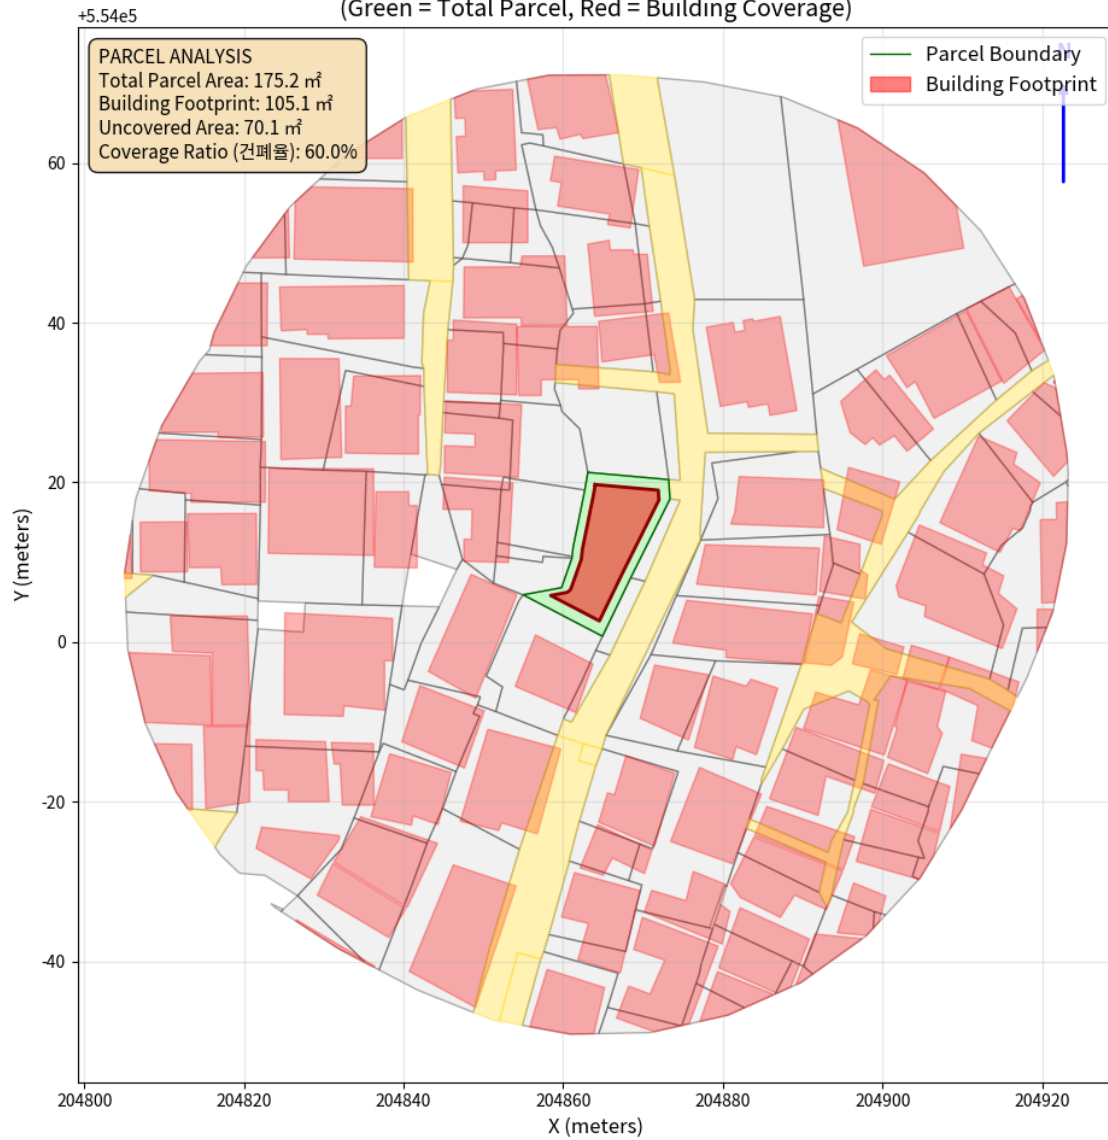 (Green = Total Parcel, Red = Building Coverage)
+5.54e5
PARCEL ANALYSIS
Total Parcel Area: 175.2 ㎡
Building Footprint: 105.1 ㎡
Uncovered Area: 70.1 ㎡
Coverage Ratio (건폐율): 60.0%
N
Parcel Boundary
Building Footprint
60
40
20
0
-20
-40
Y (meters)
204800 204820 204840 204860 204880 204900 204920
X (meters)